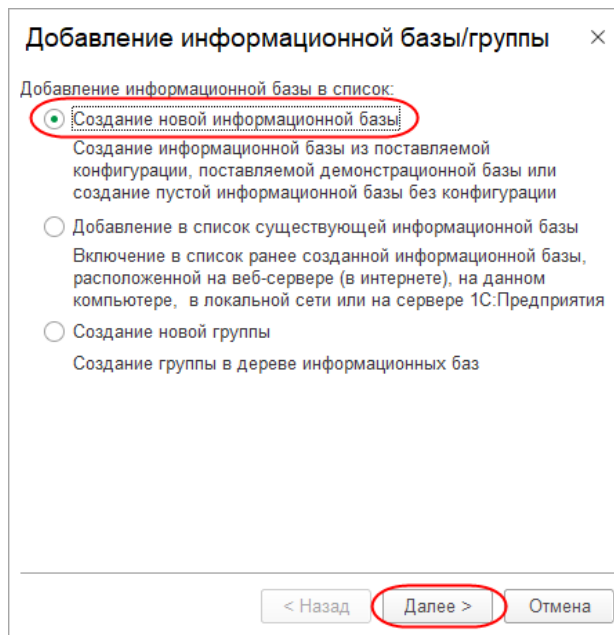 Добавление информационной базы/группы
Добавление информационной базы в список:
Создание новой информационной базы
Создание информационной базы из поставляемой
конфигурации, поставляемой демонстрационной базы или
создание пустой информационной базы без конфигурации
Добавление в список существующей информационной базы
Включение в список ранее созданной информационной базы,
расположенной на веб-сервере (в интернете), на данном
компьютере, в локальной сети или на сервере 1С:Предприятия
Создание новой группы
Создание группы в дереве информационных баз
< Назад Далее > Отмена